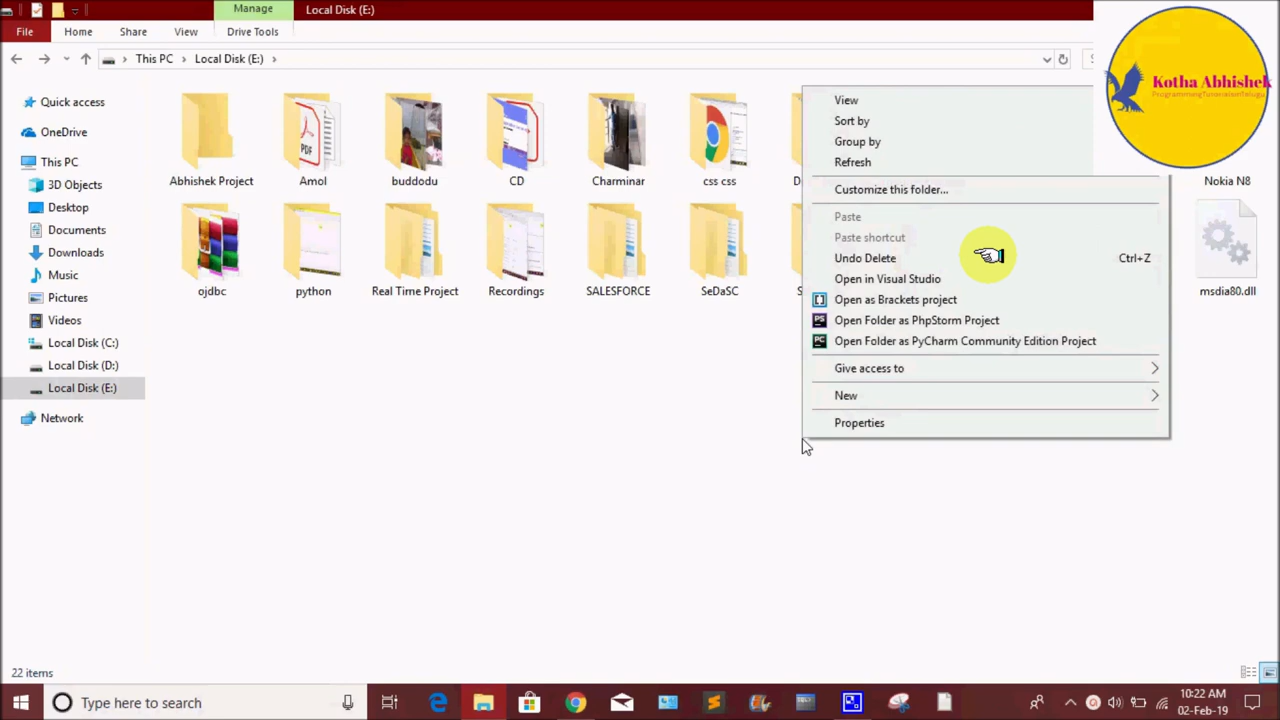 Manage
Local Disk (E:)
File
Home
Share
View
Drive Tools
This PC
Local Disk (E:)
Kotha Abhishek
ProgrammingTutorialsinTelugu
Quick access
OneDrive
This PC
3D Objects
Desktop
Documents
Downloads
Music
Pictures
Videos
Local Disk (C:)
Local Disk (D:)
Local Disk (E:)
Network
Abhishek Project
Amol
buddodu
CD
Charminar
css css
Nokia N8
ojdbc
python
Real Time Project
Recordings
SALESFORCE
SeDaSC
msdia80.dll
PDF
View
Sort by
Group by
Refresh
Customize this folder...
Paste
Paste shortcut
Undo Delete Ctrl+Z
Open in Visual Studio
Open as Brackets project
PS Open Folder as PhpStorm Project
PC Open Folder as PyCharm Community Edition Project
Give access to
New
Properties
22 items
Type here to search
10:22 AM
02-Feb-19